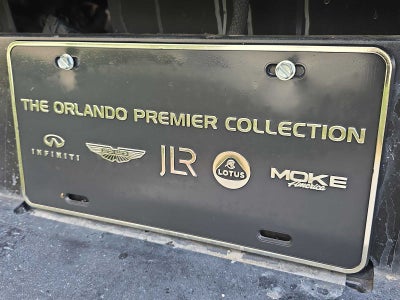 THE ORLANDO PREMIER COLLECTION
INFINITI JLR LOTUS MOKE
America